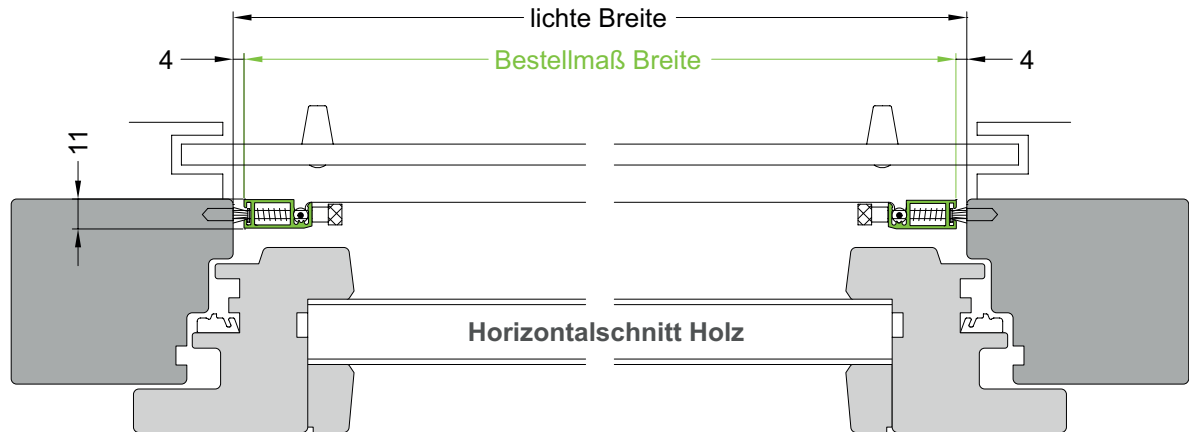 lichte Breite
4
Bestellmaß Breite
4
11
Horizontalschnitt Holz